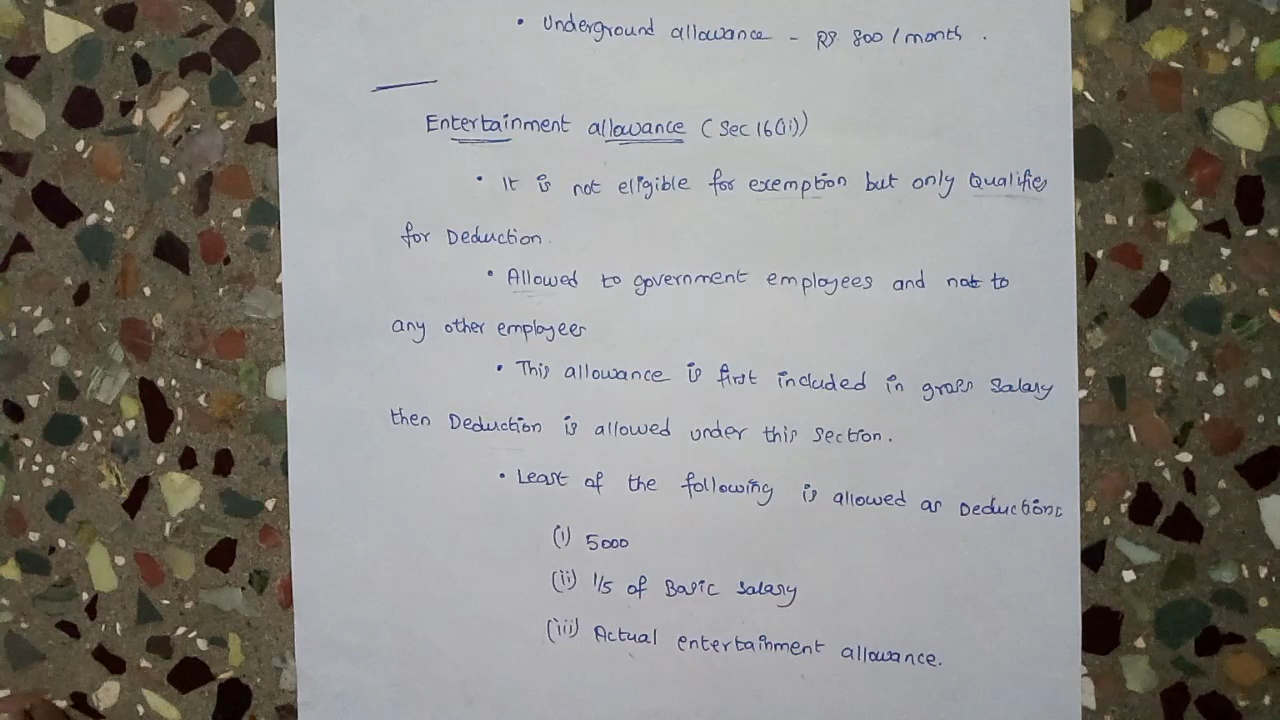 • Underground allowance - Rs. 800 / month .
Entertainment allowance (Sec 16(ii))
• It is not eligible for exemption but only Qualifies
for Deduction.
• Allowed to government employees and not to
any other employees
• This allowance is first included in gross salary
then Deduction is allowed under this section.
• Least of the following is allowed as Deductions
(i) 5000
(ii) 1/5 of Basic salary
(iii) Actual entertainment allowance.